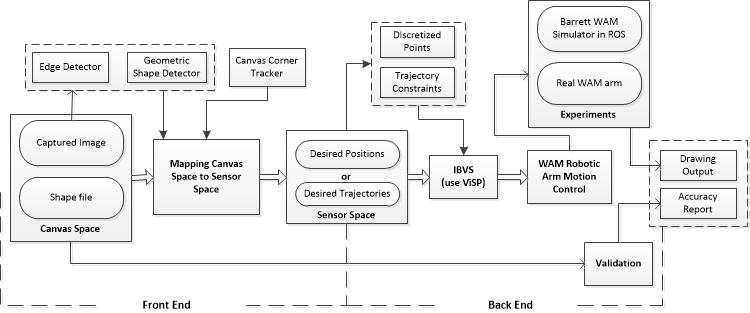 Edge Detector
Geometric
Shape Detector
Canvas Corner
Tracker
Discretized
Points
Trajectory
Constraints
Barrett WAM
Simulator in ROS
Real WAM arm
Experiments
Captured Image
Shape file
Canvas Space
Mapping Canvas
Space to Sensor
Space
Desired Positions
or
Desired Trajectories
Sensor Space
IBVS
(use ViSP)
WAM Robotic
Arm Motion
Control
Drawing
Output
Accuracy
Report
Validation
Front End
Back End